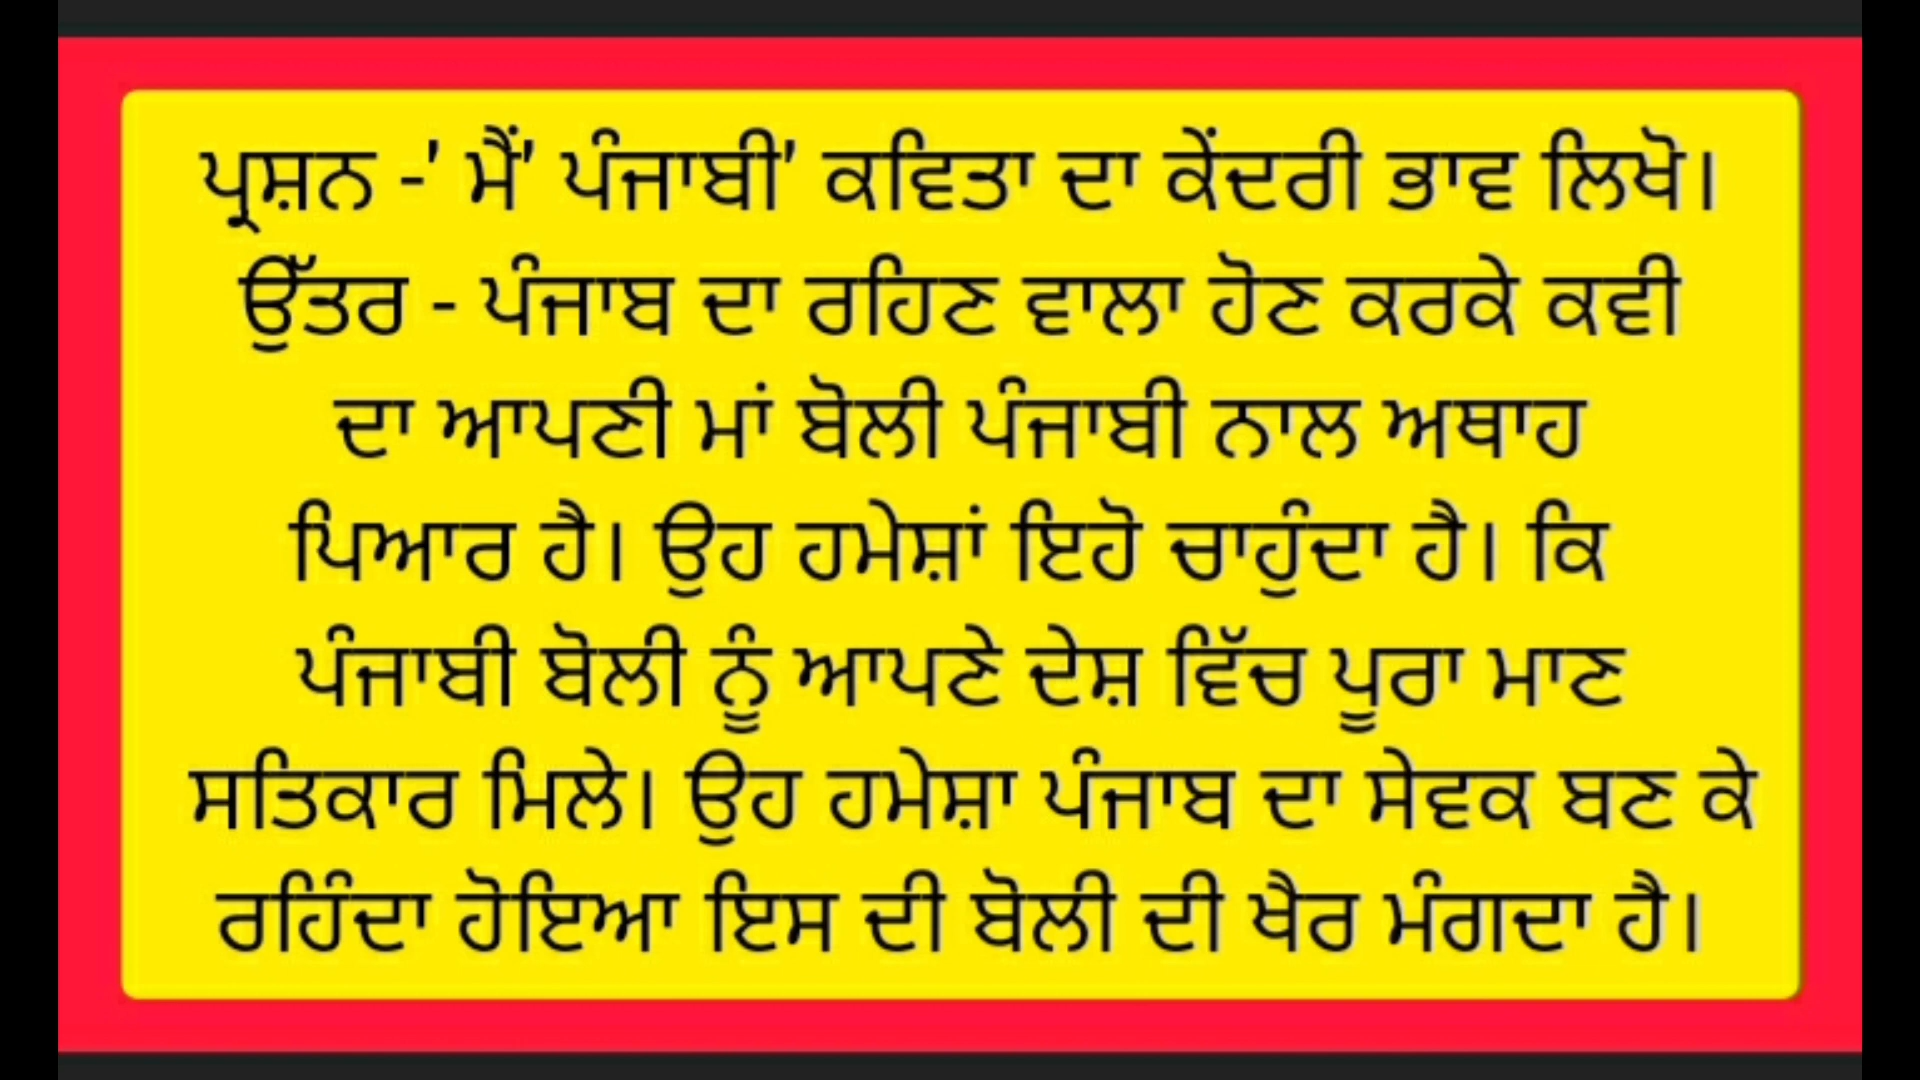 ਪ੍ਰਸ਼ਨ -' ਮੈਂ' ਪੰਜਾਬੀ' ਕਵਿਤਾ ਦਾ ਕੇਂਦਰੀ ਭਾਵ ਲਿਖੋ।
ਉੱਤਰ - ਪੰਜਾਬ ਦਾ ਰਹਿਣ ਵਾਲਾ ਹੋਣ ਕਰਕੇ ਕਵੀ
ਦਾ ਆਪਣੀ ਮਾਂ ਬੋਲੀ ਪੰਜਾਬੀ ਨਾਲ ਅਥਾਹ
ਪਿਆਰ ਹੈ। ਉਹ ਹਮੇਸ਼ਾਂ ਇਹੋ ਚਾਹੁੰਦਾ ਹੈ। ਕਿ
ਪੰਜਾਬੀ ਬੋਲੀ ਨੂੰ ਆਪਣੇ ਦੇਸ਼ ਵਿੱਚ ਪੂਰਾ ਮਾਣ
ਸਤਿਕਾਰ ਮਿਲੇ। ਉਹ ਹਮੇਸ਼ਾ ਪੰਜਾਬ ਦਾ ਸੇਵਕ ਬਣ ਕੇ
ਰਹਿੰਦਾ ਹੋਇਆ ਇਸ ਦੀ ਬੋਲੀ ਦੀ ਖੈਰ ਮੰਗਦਾ ਹੈ।